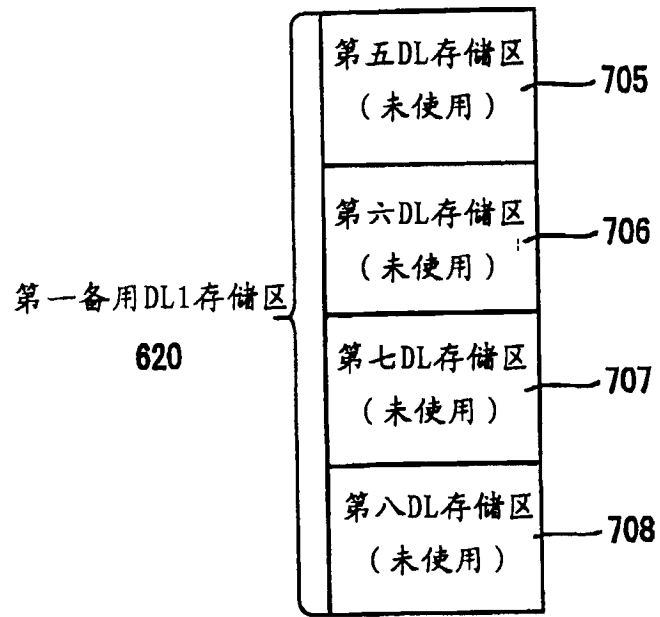 第五DL存储区
(未使用)
705
第六DL存储区
(未使用)
706
第一备用DL1存储区
620
第七DL存储区
(未使用)
707
第八DL存储区
(未使用)
708